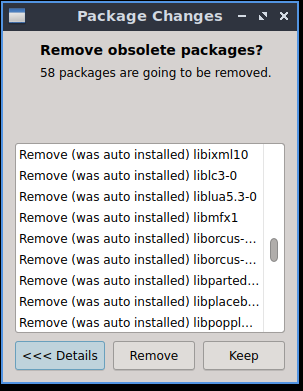 Package Changes
Remove obsolete packages?
58 packages are going to be removed.
Remove (was auto installed) libixml10
Remove (was auto installed) liblc3-0
Remove (was auto installed) liblua5.3-0
Remove (was auto installed) libmfx1
Remove (was auto installed) liborcus-...
Remove (was auto installed) liborcus-...
Remove (was auto installed) libparted...
Remove (was auto installed) libplaceb...
Remove (was auto installed) libpoppl...
<<< Details
Remove
Keep